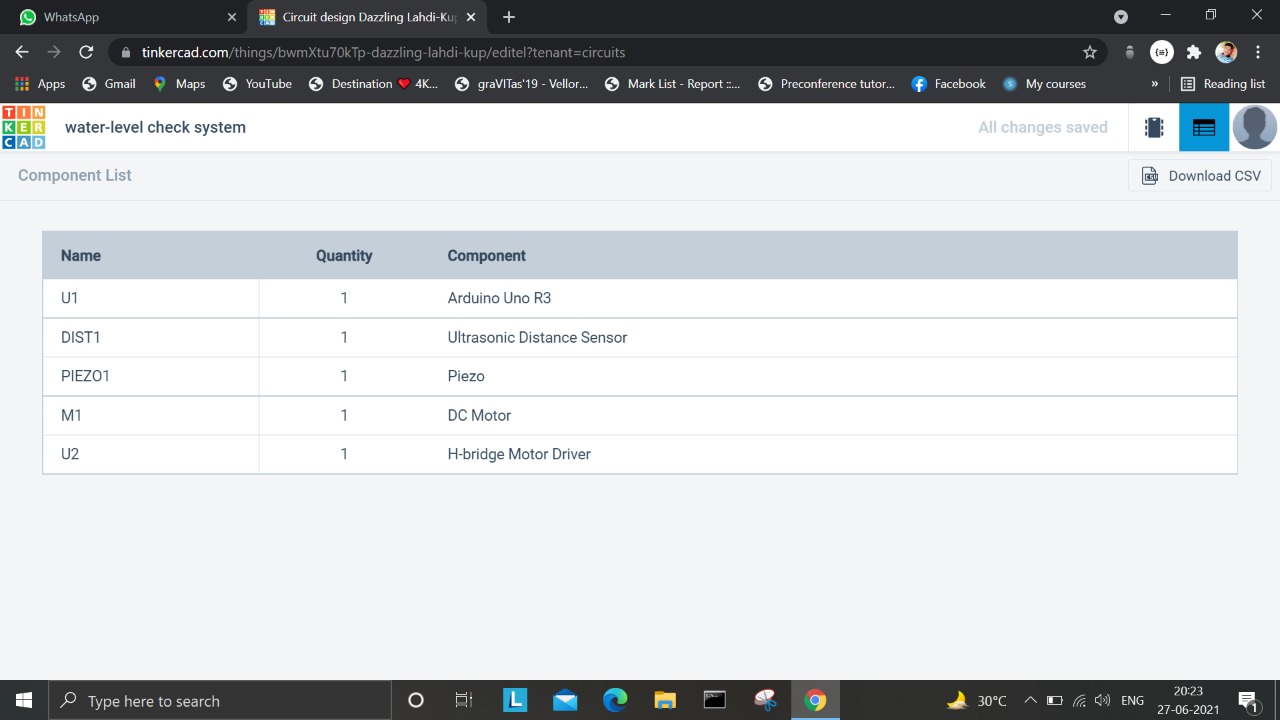 WhatsApp
Circuit design Dazzling Lahdi-Kup
tinkercad.com/things/bwmXtu70kTp-dazzling-lahdi-kup/editel?tenant=circuits
Apps Gmail Maps YouTube Destination 4K... graVITas'19 - Vellor... Mark List - Report ::... Preconference tutor... Facebook My courses » Reading list
TIN
KER
CAD
water-level check system
All changes saved
Component List
Download CSV
Name Quantity Component
U1 1 Arduino Uno R3
DIST1 1 Ultrasonic Distance Sensor
PIEZO1 1 Piezo
M1 1 DC Motor
U2 1 H-bridge Motor Driver
Type here to search
L
30°C
ENG
20:23
27-06-2021
1